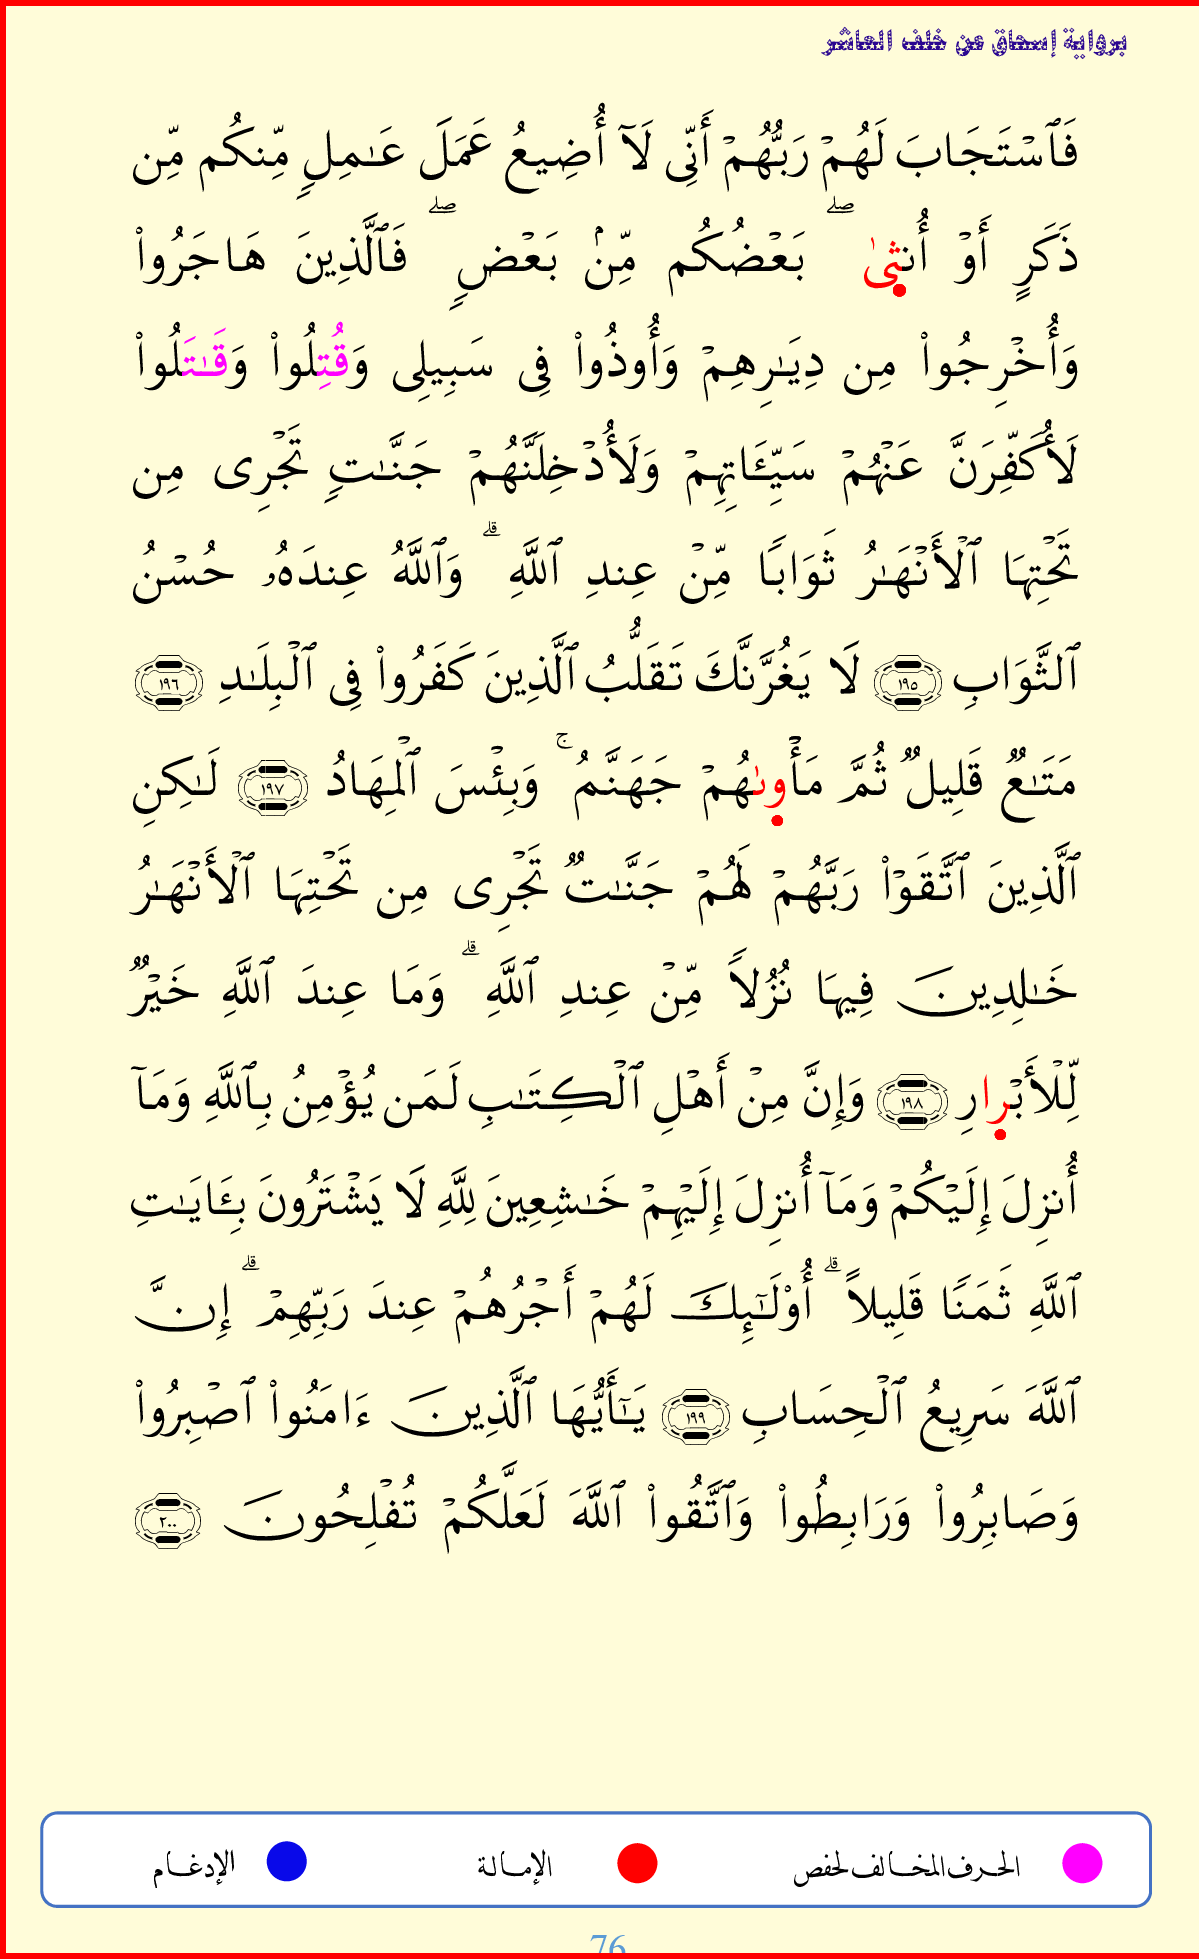 برواية إسحاق عن خلف العاشر
فَٱسۡتَجَابَ لَهُمۡ رَبُّهُمۡ أَنِّى لَآ أُضِيعُ عَمَلَ عَـٰمِلٍ مِّنكُم مِّن
ذَكَرٍ أَوۡ أُنثىٰ ۖ بَعۡضُكُم مِّنۢ بَعۡضٍ ۖ فَٱلَّذِينَ هَاجَرُوا۟
وَأُخۡرِجُوا۟ مِن دِيَـٰرِهِمۡ وَأُوذُوا۟ فِى سَبِيلِى وَقُتِلُوا۟ وَقَـٰتَلُوا۟
لَأُكَفِّرَنَّ عَنۡهُمۡ سَيِّـَٔاتِهِمۡ وَلَأُدۡخِلَنَّهُمۡ جَنَّـٰتٍ تَجۡرِى مِن
تَحۡتِهَا ٱلۡأَنۡهَـٰرُ ثَوَابًا مِّنۡ عِندِ ٱللَّهِ ۗ وَٱللَّهُ عِندَهُۥ حُسۡنُ
ٱلثَّوَابِ ١٩٥ لَا يَغُرَّنَّكَ تَقَلُّبُ ٱلَّذِينَ كَفَرُوا۟ فِى ٱلۡبِلَـٰدِ ١٩٦
مَتَـٰعٌ قَلِيلٌ ثُمَّ مَأۡوىٰهُمۡ جَهَنَّمُ ۚ وَبِئۡسَ ٱلۡمِهَادُ ١٩٧ لَـٰكِنِ
ٱلَّذِينَ ٱتَّقَوۡا۟ رَبَّهُمۡ لَهُمۡ جَنَّـٰتٌ تَجۡرِى مِن تَحۡتِهَا ٱلۡأَنۡهَـٰرُ
خَـٰلِدِينَ فِيهَا نُزُلًا مِّنۡ عِندِ ٱللَّهِ ۗ وَمَا عِندَ ٱللَّهِ خَيۡرٌ
لِّلۡأَبۡرارِ ١٩٨ وَإِنَّ مِنۡ أَهۡلِ ٱلۡكِتَـٰبِ لَمَن يُؤۡمِنُ بِٱللَّهِ وَمَآ
أُنزِلَ إِلَيۡكُمۡ وَمَآ أُنزِلَ إِلَيۡهِمۡ خَـٰشِعِينَ لِلَّهِ لَا يَشۡتَرُونَ بِـَٔايَـٰتِ
ٱللَّهِ ثَمَنًا قَلِيلًا ۗ أُو۟لَـٰٓئِكَ لَهُمۡ أَجۡرُهُمۡ عِندَ رَبِّهِمۡ ۗ إِنَّ
ٱللَّهَ سَرِيعُ ٱلۡحِسَابِ ١٩٩ يَـٰٓأَيُّهَا ٱلَّذِينَ ءَامَنُوا۟ ٱصۡبِرُوا۟
وَصَابِرُوا۟ وَرَابِطُوا۟ وَٱتَّقُوا۟ ٱللَّهَ لَعَلَّكُمۡ تُفۡلِحُونَ ٢٠٠
الحرف المخالف لحفص الإمالة الإدغام
76